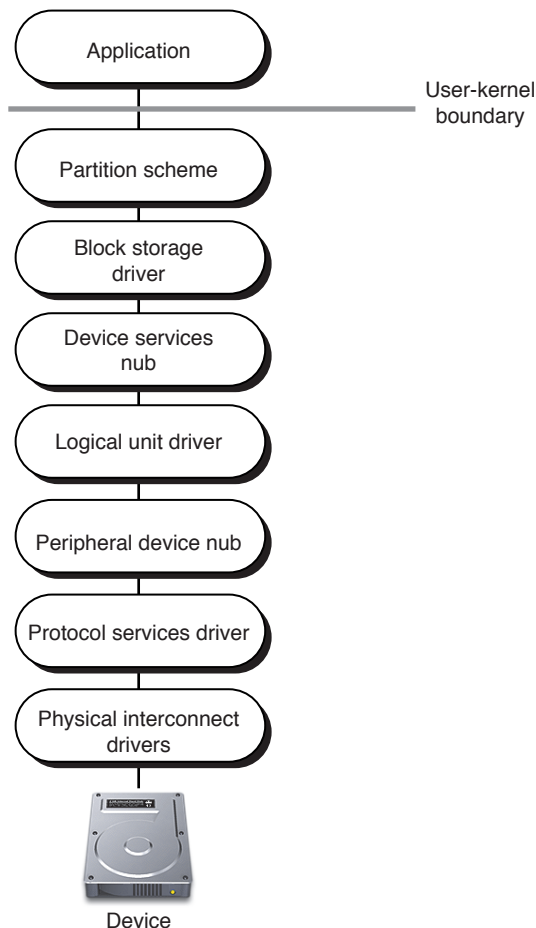 Application
User-kernel
boundary
Partition scheme
Block storage
driver
Device services
nub
Logical unit driver
Peripheral device nub
Protocol services driver
Physical interconnect
drivers
Device